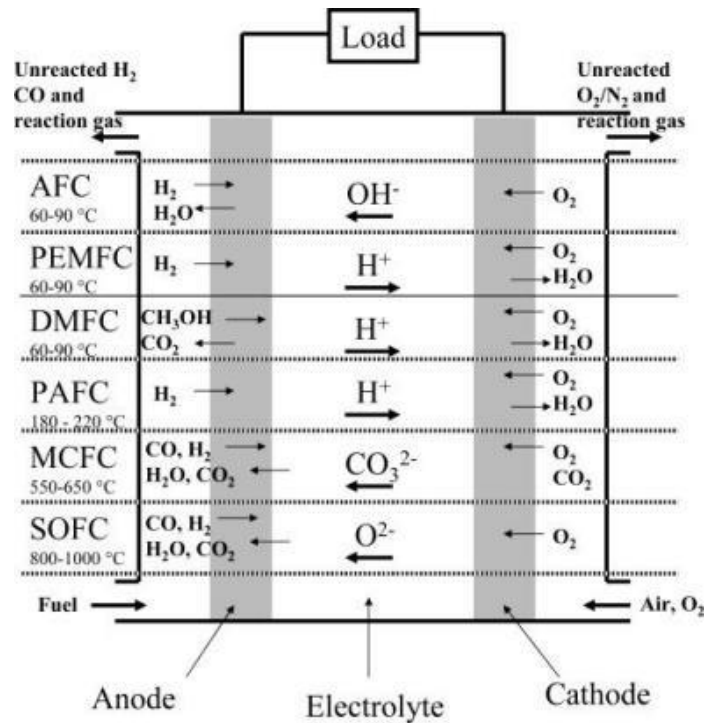 Load
Unreacted H₂
CO and
reaction gas
Unreacted
O₂/N₂ and
reaction gas
AFC
60-90 °C
H₂
H₂O
OH⁻
O₂
PEMFC
60-90 °C
H₂
H⁺
O₂
H₂O
DMFC
60-90 °C
CH₃OH
CO₂
H⁺
O₂
H₂O
PAFC
180 - 220 °C
H₂
H⁺
O₂
H₂O
MCFC
550-650 °C
CO, H₂
H₂O, CO₂
CO₃²⁻
O₂
CO₂
SOFC
800-1000 °C
CO, H₂
H₂O, CO₂
O²⁻
O₂
Fuel
Air, O₂
Anode
Electrolyte
Cathode